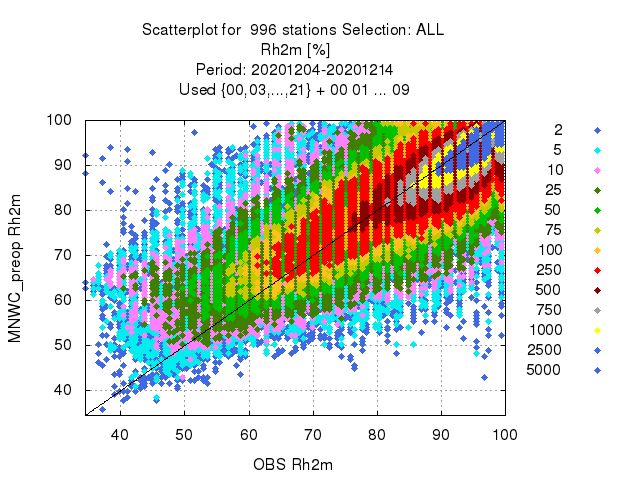 Scatterplot for  996 stations Selection: ALL
Rh2m [%]
Period: 20201204-20201214
Used {00,03,...,21} + 00 01 ... 09
MNWC_preop Rh2m
100
90
80
70
60
50
40
40 50 60 70 80 90 100
OBS Rh2m
2
5
10
25
50
75
100
250
500
750
1000
2500
5000